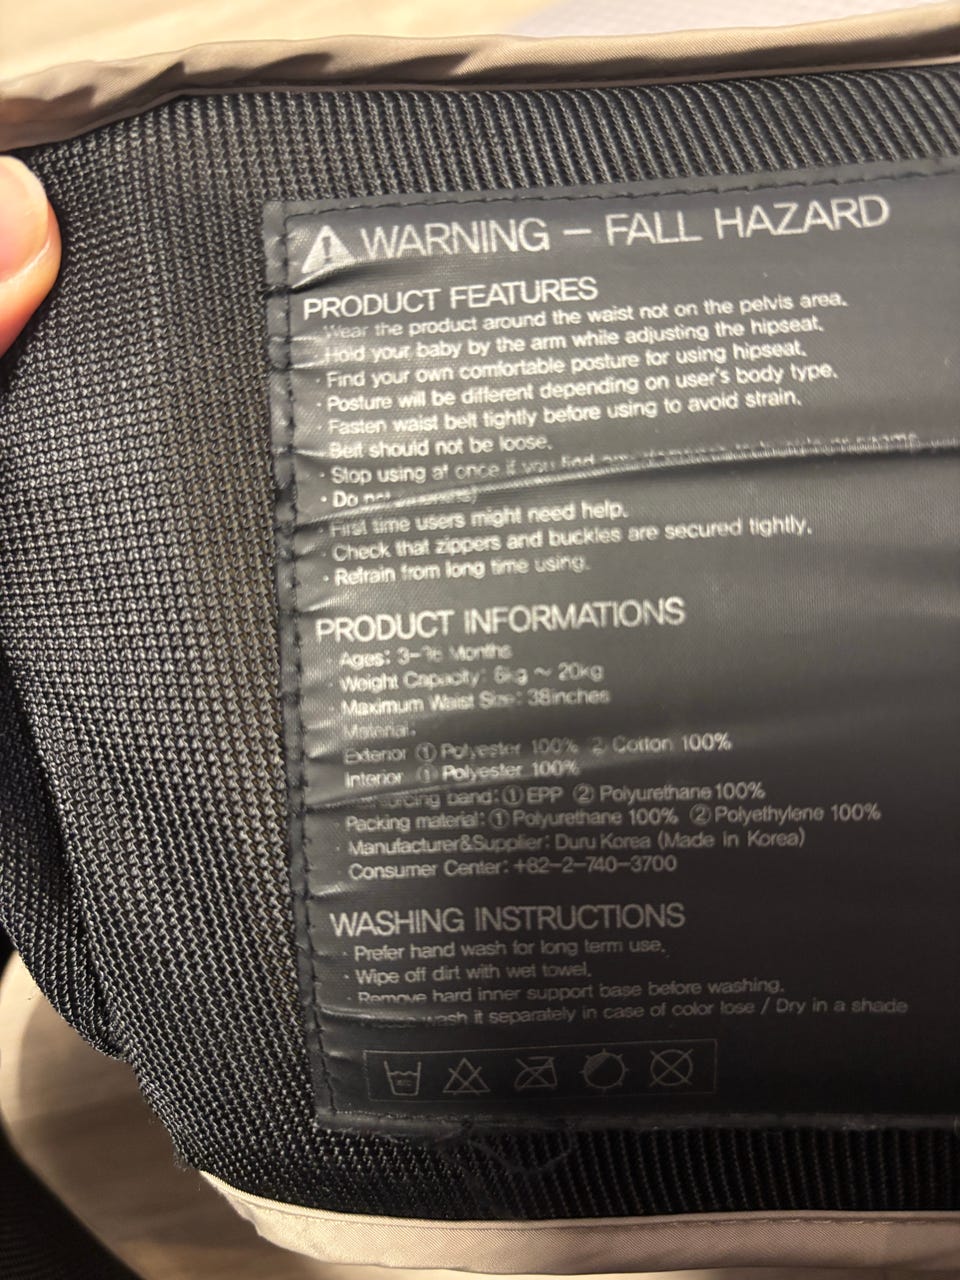 WARNING – FALL HAZARD
PRODUCT FEATURES
· Wear the product around the waist not on the pelvis area.
· Hold your baby by the arm while adjusting the hipseat.
· Find your own comfortable posture for using hipseat.
· Posture will be different depending on user's body type.
· Fasten waist belt tightly before using to avoid strain.
Belt should not be loose.
· Stop using at once if you find
· Do not
· First time users might need help.
· Check that zippers and buckles are secured tightly.
· Refrain from long time using.
PRODUCT INFORMATIONS
· Ages: 3-36 Months
· Weight Capacity: 6kg ~ 20kg
· Maximum Waist Size: 38inches
· Material:
Exterior ① Polyester 100% ② Cotton 100%
Interior ① Polyester 100%
band: ① EPP ② Polyurethane 100%
Packing material: ① Polyurethane 100% ② Polyethylene 100%
· Manufacturer&Supplier: Duru Korea (Made in Korea)
· Consumer Center: +82-2-740-3700
WASHING INSTRUCTIONS
· Prefer hand wash for long term use.
· Wipe off dirt with wet towel.
· Remove hard inner support base before washing.
wash it separately in case of color lose / Dry in a shade